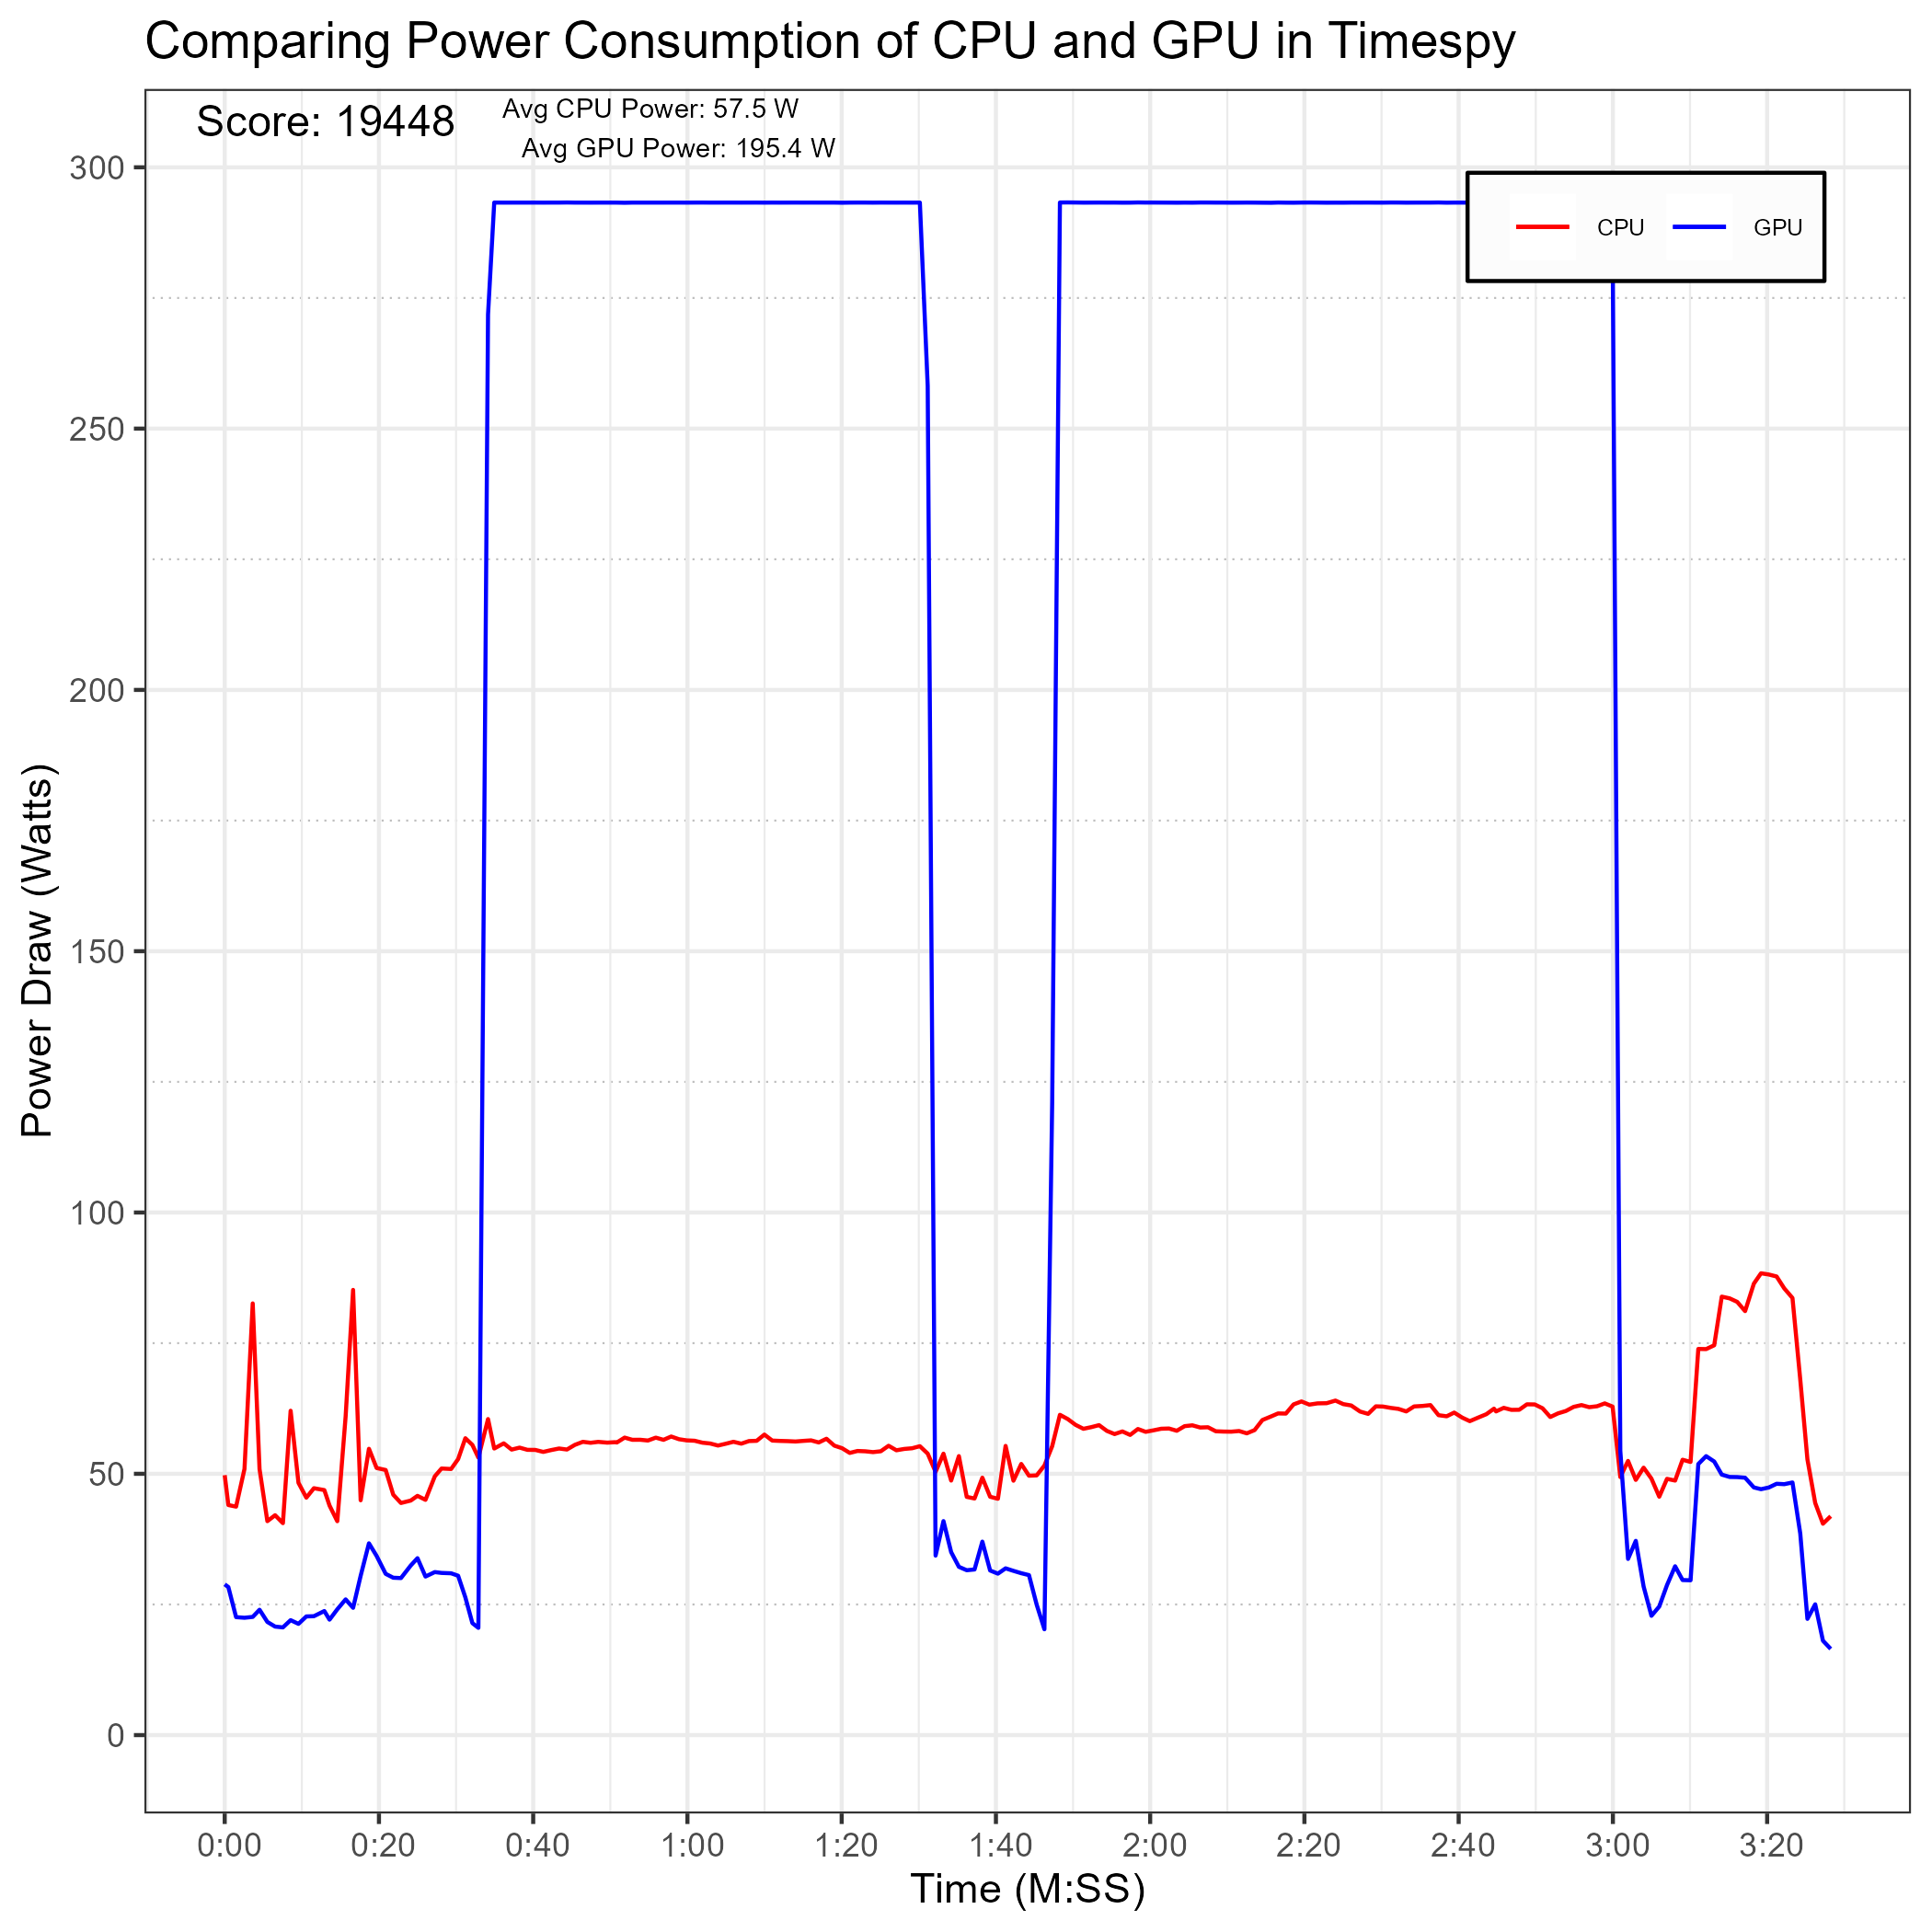 Comparing Power Consumption of CPU and GPU in Timespy
Score: 19448
Avg CPU Power: 57.5 W
Avg GPU Power: 195.4 W
CPU GPU
Power Draw (Watts)
300
250
200
150
100
50
0
0:00 0:20 0:40 1:00 1:20 1:40 2:00 2:20 2:40 3:00 3:20
Time (M:SS)